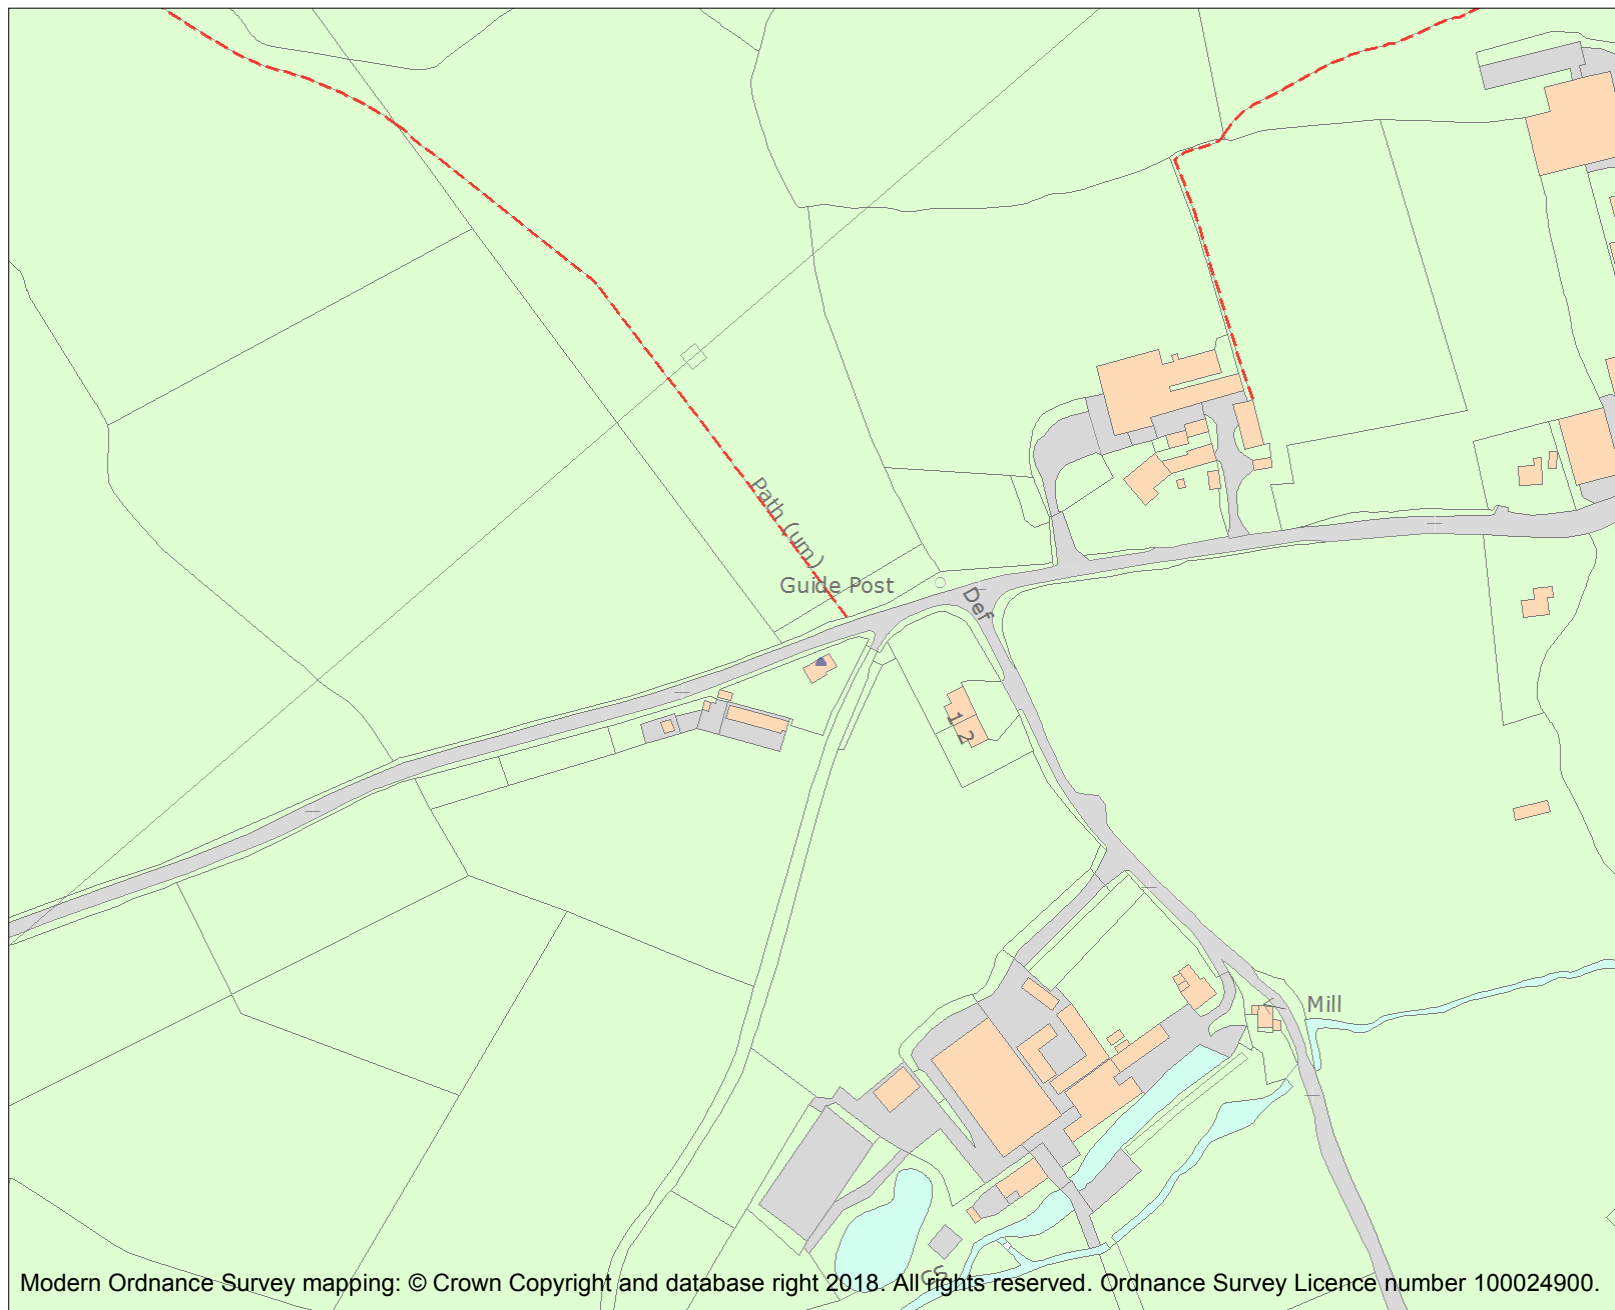 Path (um)
Guide Post
Def
1
2
Mill
CS
Modern Ordnance Survey mapping: © Crown Copyright and database right 2018. All rights reserved. Ordnance Survey Licence number 100024900.